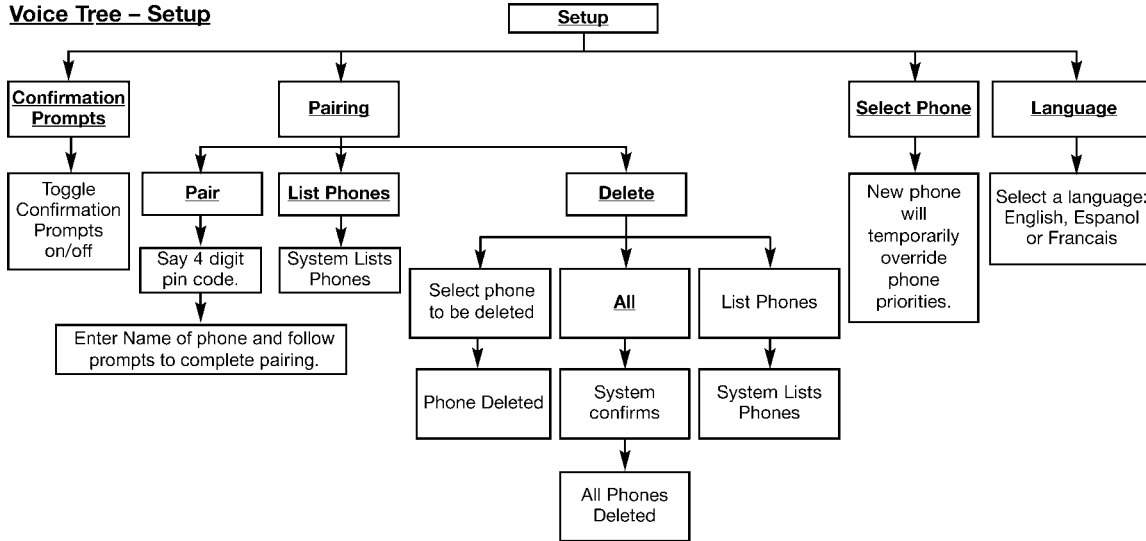 Voice Tree – Setup
Setup
Confirmation
Prompts
Pairing
Select Phone
Language
Toggle
Confirmation
Prompts
on/off
Pair
List Phones
Delete
New phone
will
temporarily
override
phone
priorities.
Select a language:
English, Espanol
or Francais
Say 4 digit
pin code.
System Lists
Phones
Select phone
to be deleted
All
List Phones
Enter Name of phone and follow
prompts to complete pairing.
Phone Deleted
System
confirms
System Lists
Phones
All Phones
Deleted